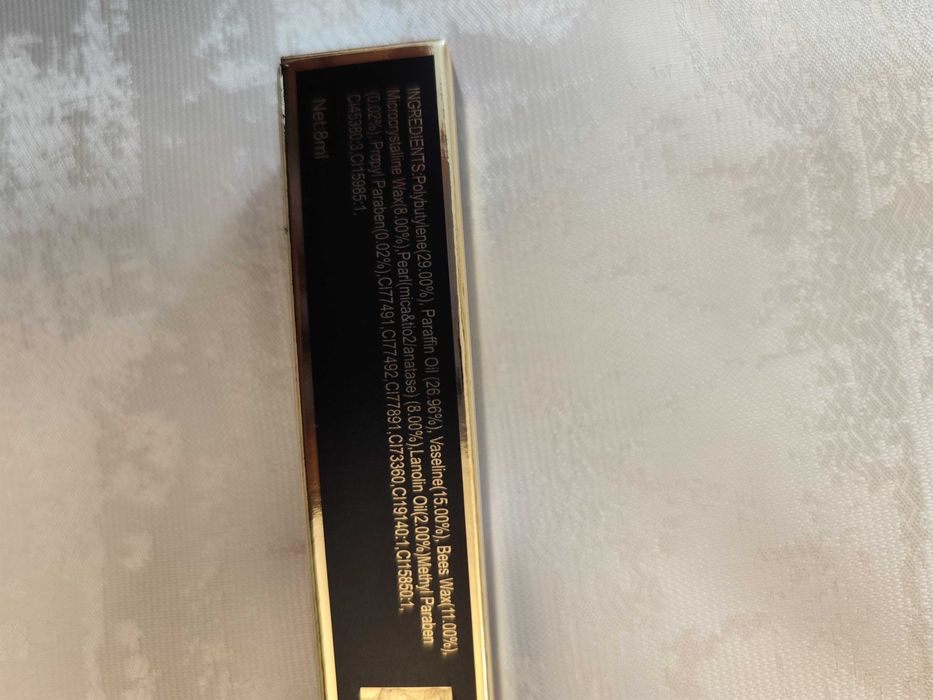 INGREDIENTS:Polybutylene(29.00%), Paraffin Oil (26.96%), Vaseline(15.00%), Bees Wax(11.00%),
Microcrystalline Wax(8.00%),Pearl(mica&tio2/anatase) (8.00%),Lanolin Oil(2.00%)Methyl Paraben
(0.02%), Propyl Paraben(0.02%),CI77491,CI77492,CI77891,CI73360,CI19140:1,CI15850:1,
CI45380:3,CI15985:1.
Net 8ml